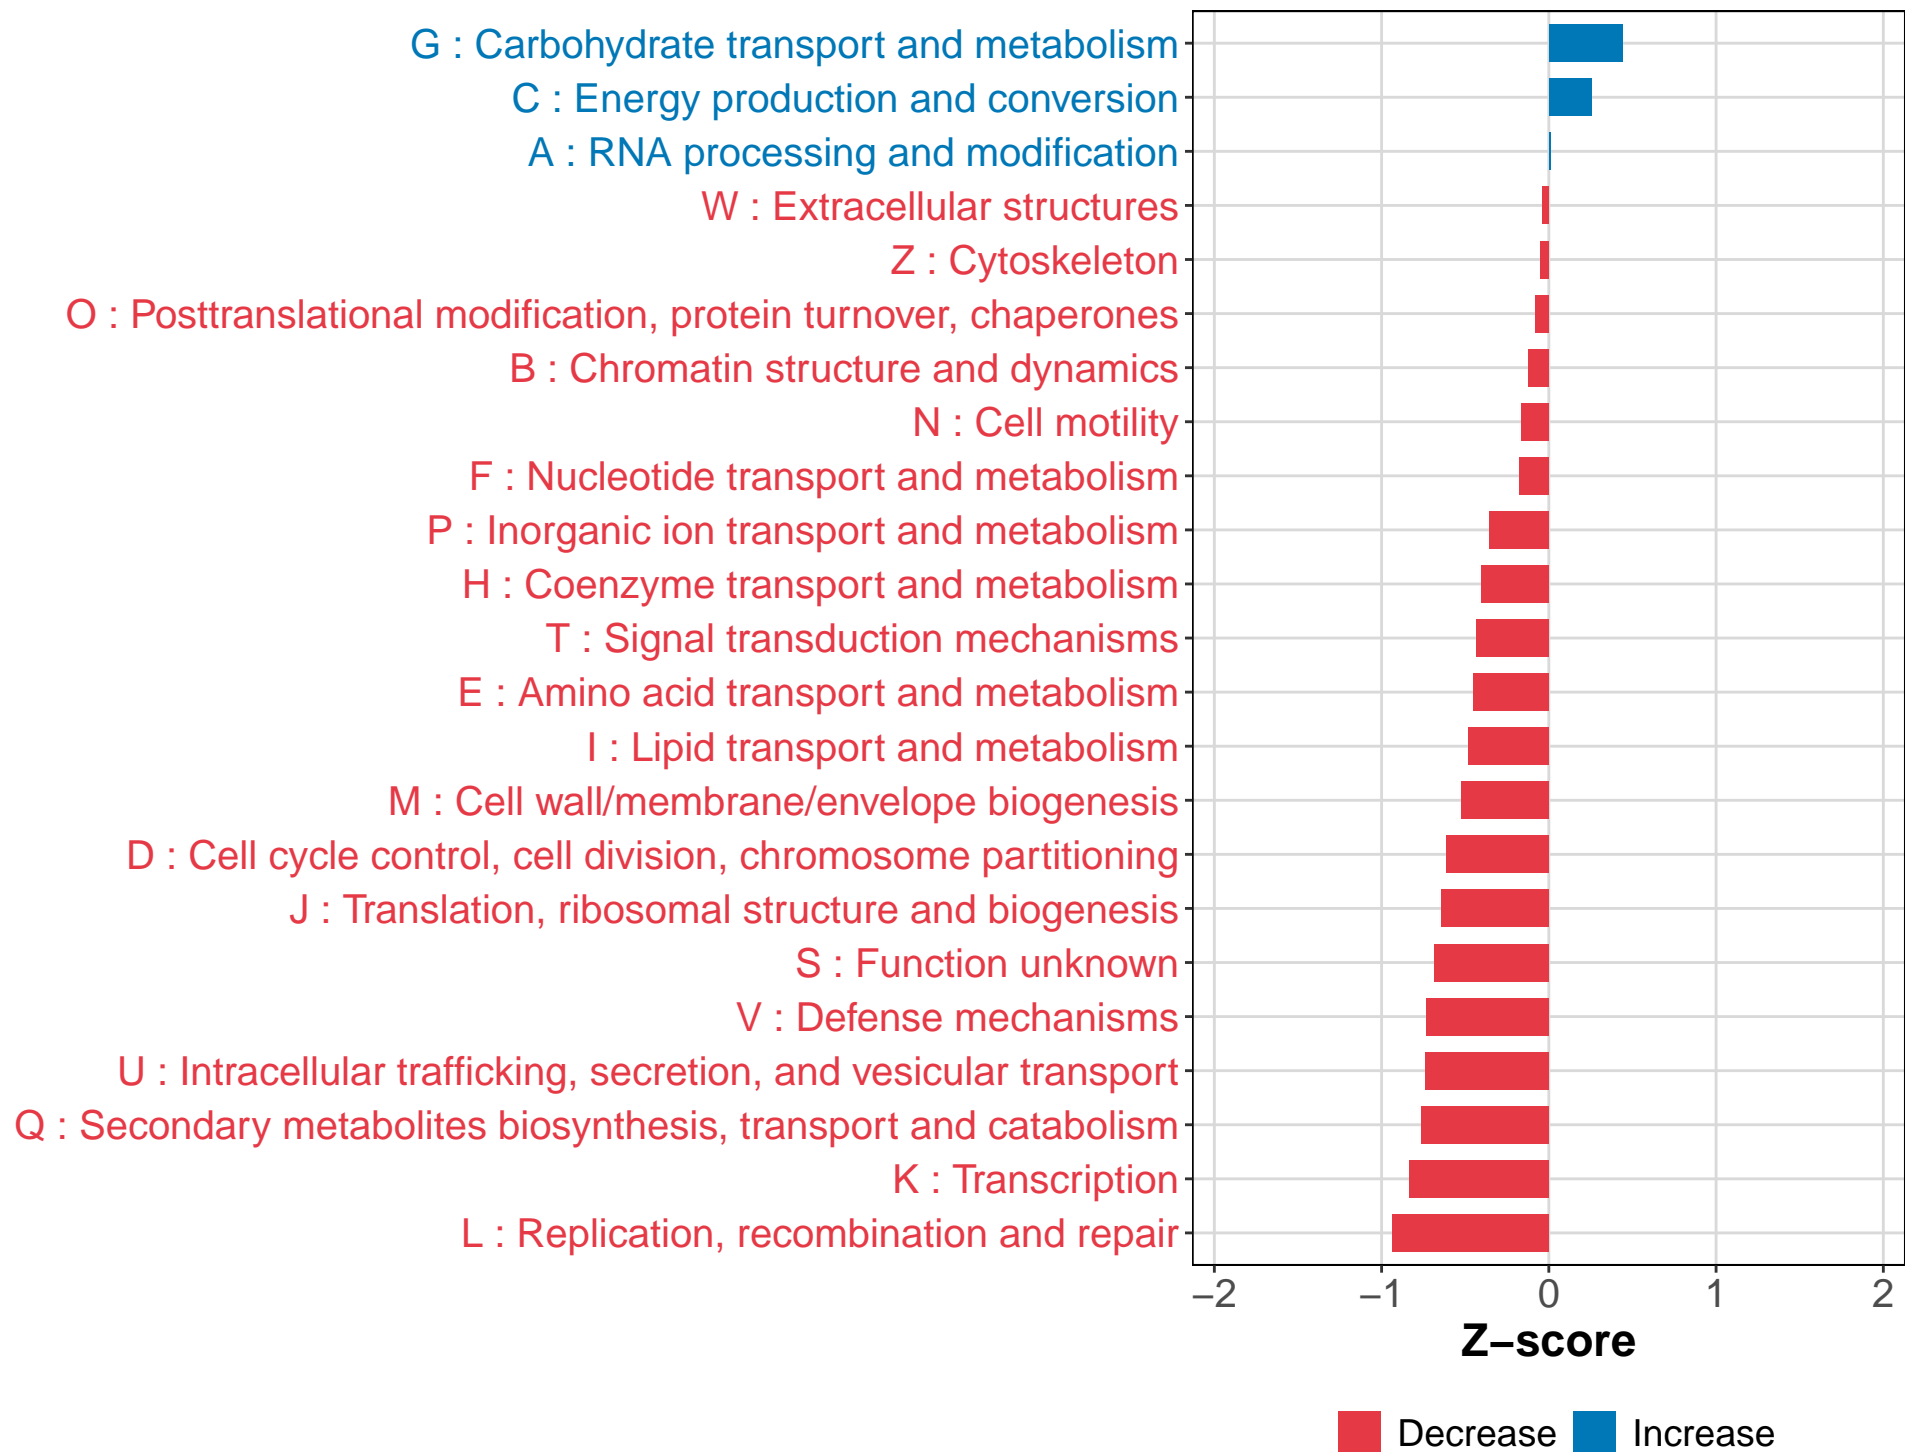 G : Carbohydrate transport and metabolism
C : Energy production and conversion
A : RNA processing and modification
W : Extracellular structures
Z : Cytoskeleton
O : Posttranslational modification, protein turnover, chaperones
B : Chromatin structure and dynamics
N : Cell motility
F : Nucleotide transport and metabolism
P : Inorganic ion transport and metabolism
H : Coenzyme transport and metabolism
T : Signal transduction mechanisms
E : Amino acid transport and metabolism
I : Lipid transport and metabolism
M : Cell wall/membrane/envelope biogenesis
D : Cell cycle control, cell division, chromosome partitioning
J : Translation, ribosomal structure and biogenesis
S : Function unknown
V : Defense mechanisms
U : Intracellular trafficking, secretion, and vesicular transport
Q : Secondary metabolites biosynthesis, transport and catabolism
K : Transcription
L : Replication, recombination and repair
−2 −1 0 1 2
Z−score
Decrease Increase